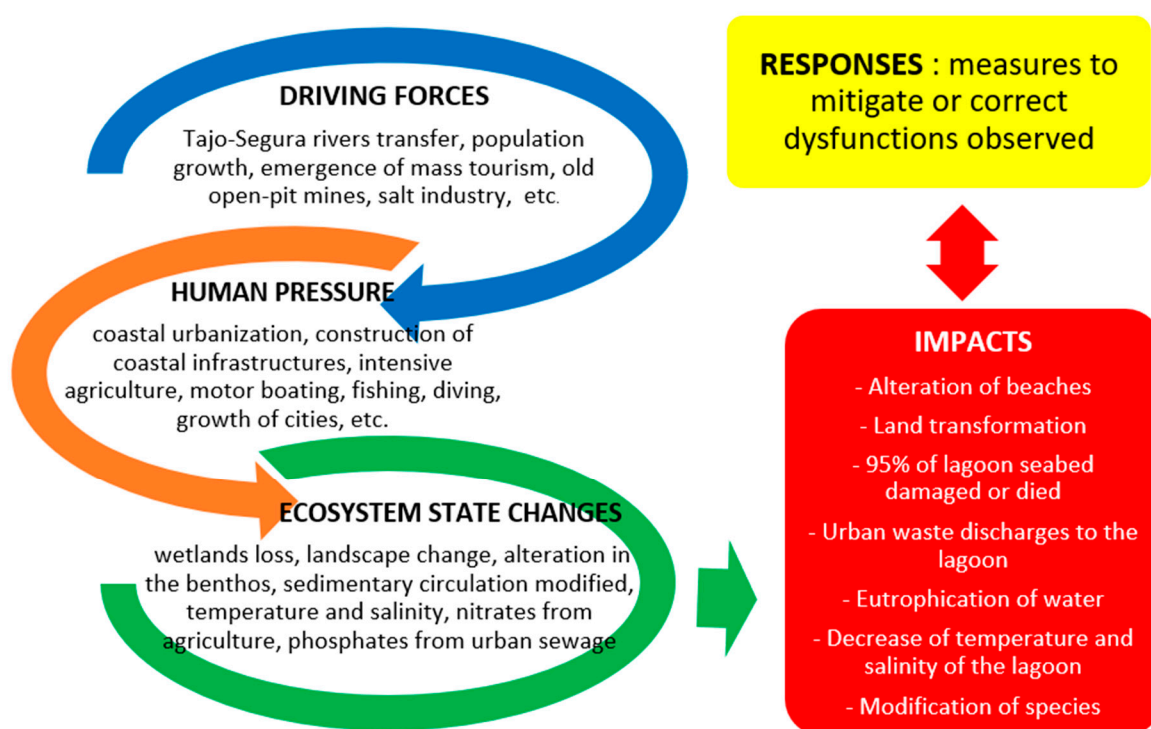 DRIVING FORCES
Tajo-Segura rivers transfer, population
growth, emergence of mass tourism, old
open-pit mines, salt industry, etc.
HUMAN PRESSURE
coastal urbanization, construction of
coastal infrastructures, intensive
agriculture, motor boating, fishing, diving,
growth of cities, etc.
ECOSYSTEM STATE CHANGES
wetlands loss, landscape change, alteration in
the benthos, sedimentary circulation modified,
temperature and salinity, nitrates from
agriculture, phosphates from urban sewage
RESPONSES : measures to
mitigate or correct
dysfunctions observed
IMPACTS
- Alteration of beaches
- Land transformation
- 95% of lagoon seabed
damaged or died
- Urban waste discharges to the
lagoon
- Eutrophication of water
- Decrease of temperature and
salinity of the lagoon
- Modification of species